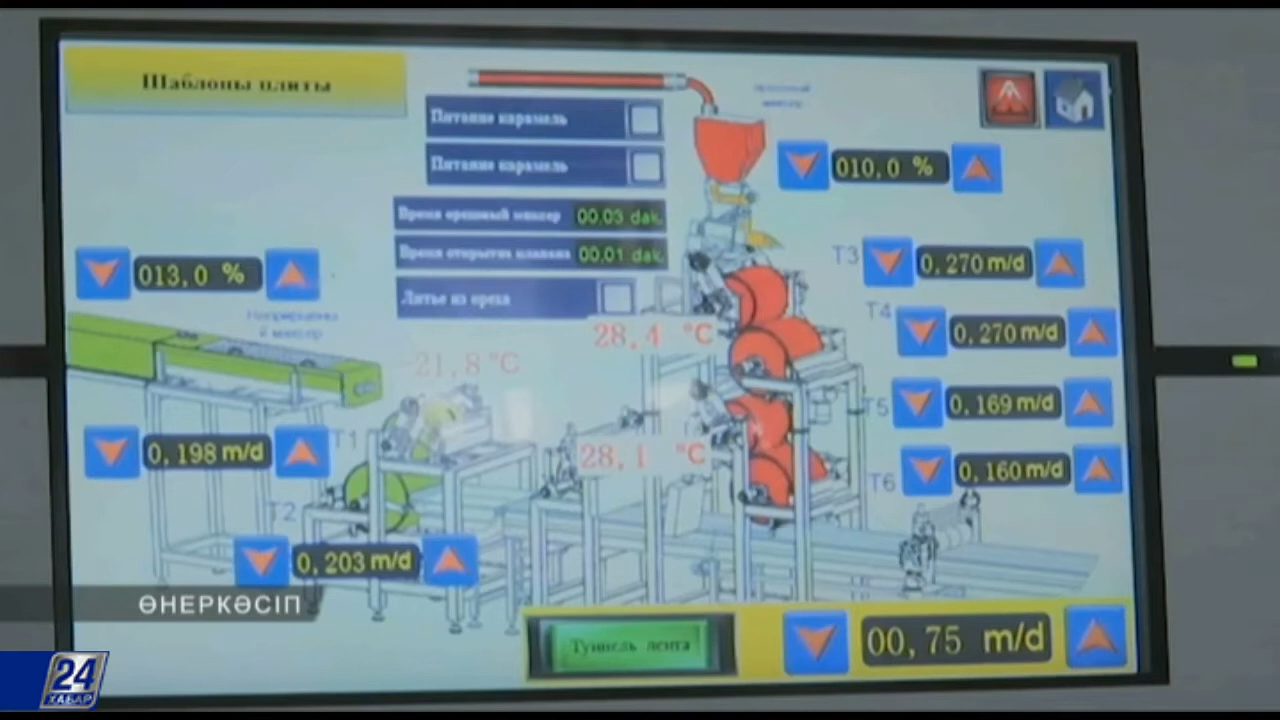 Шаблоны плиты
Питание карамель
Питание карамель
Время ореховый миксер 00.03 dak.
Время открытия клапана 00.01 dak.
Литье из ореха
010,0 %
013,0 %
миксер
T3 0,270 m/d
T4 0,270 m/d
28,4 °C
21,8 °C
T5 0,169 m/d
0,198 m/d T1
28,1 °C
T6 0,160 m/d
T2
0,203 m/d
ӨНЕРКӘСІП
Туннель лента
00,75 m/d
24
ХАБАР